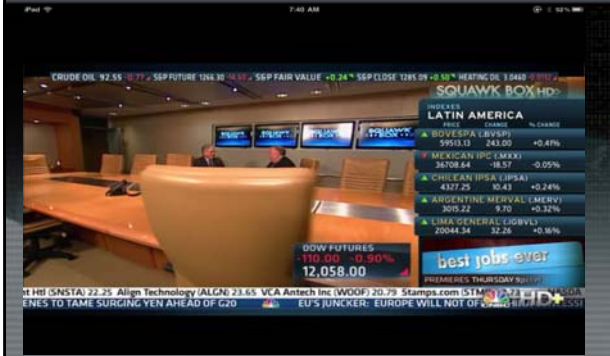 iPad
7:40 AM
92%
CRUDE OIL 92.55 -0.77 S&P FUTURE 1266.30 S&P FAIR VALUE +0.24 S&P CLOSE 1285.09 +0.50 HEATING OIL 3.0460
SQUAWK BOX HD
INDEXES
LATIN AMERICA
PRICE CHANGE % CHANGE
BOVESPA (.BVSP)
59513.13 243.00 +0.41%
MEXICAN IPC (.MXX)
36708.64 -18.57 -0.05%
CHILEAN IPSA (.IPSA)
4327.25 10.43 +0.24%
ARGENTINE MERVAL (.MERV)
3015.22 9.70 +0.32%
LIMA GENERAL (.IGBVL)
20044.34 32.26 +0.16%
SQUAWK BOX
DOW FUTURES
-110.00 -0.90%
12,058.00
best jobs ever
PREMIERES THURSDAY 9p
nt Htl (SNSTA) 22.25 Align Technology (ALGN) 23.65 VCA Antech Inc (WOOF) 20.79 Stamps.com
ENES TO TAME SURGING YEN AHEAD OF G20 EU'S JUNCKER: EUROPE WILL NOT
HD+